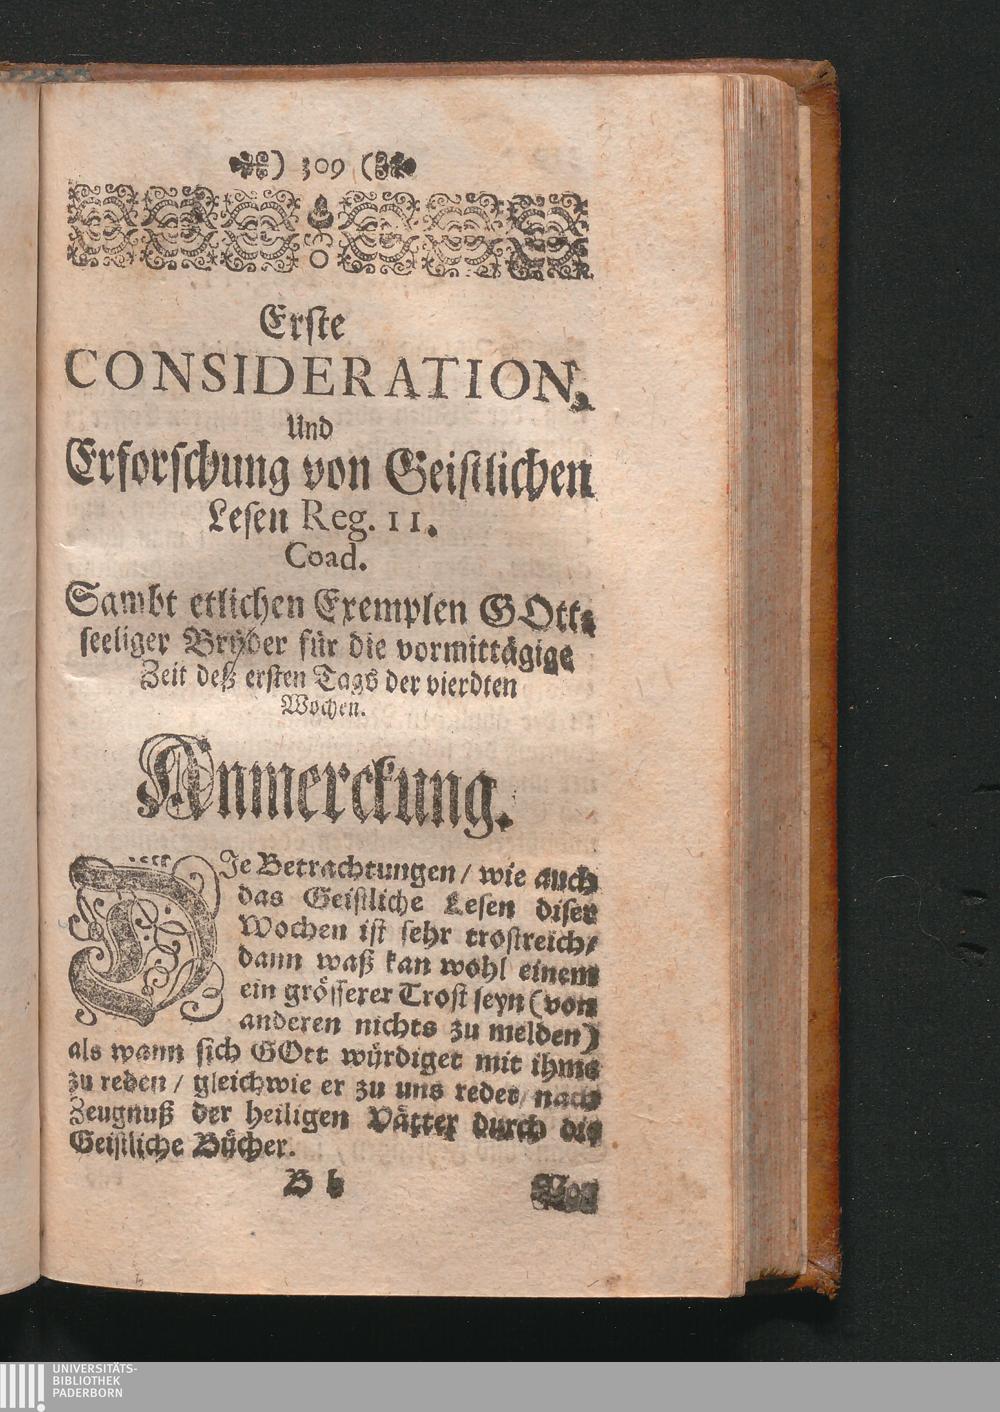 ) 309 (
Erste
CONSIDERATION,
Und
Erforschung von Geistlichen
Lesen Reg. 11.
Coad.
Sambt etlichen Exemplen GOtt-
seeliger Brüder für die vormittägige
Zeit deß ersten Tags der vierdten
Wochen.
Anmerckung.
DIe Betrachtungen / wie auch
das Geistliche Lesen diser
Wochen ist sehr trostreich /
dann waß kan wohl einem
ein grösserer Trost seyn (von
anderen nichts zu melden)
als wann sich GOtt würdiget mit ihme
zu reden / gleichwie er zu uns redet / nach
Zeugnuß der heiligen Vätter durch die
Geistliche Bücher.
B b
UNIVERSITÄTS-
BIBLIOTHEK
PADERBORN